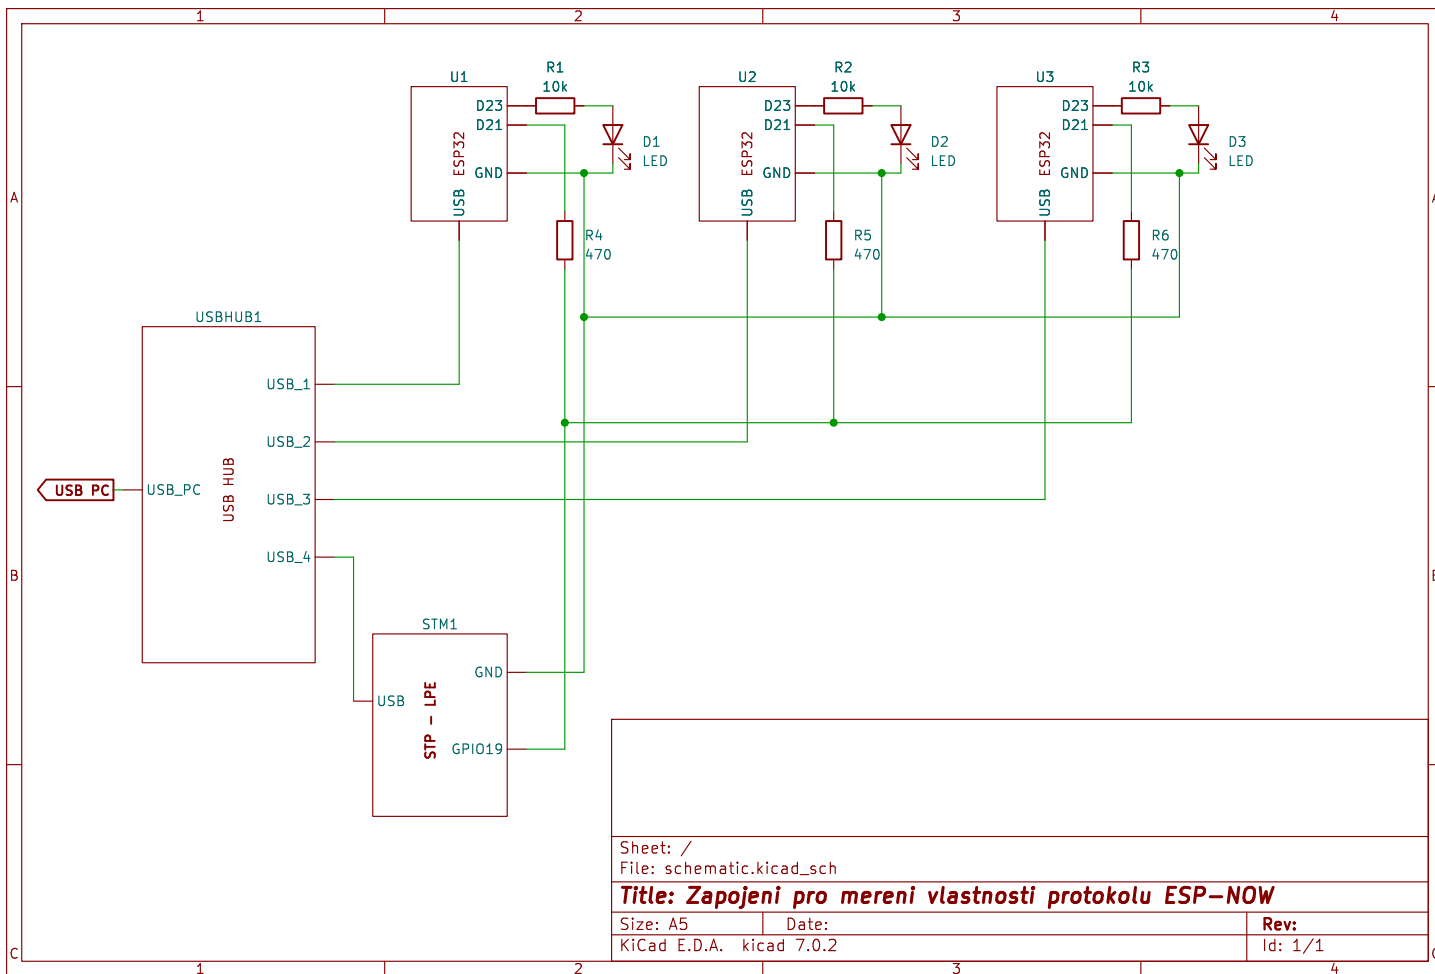 1 2 3 4
R1 R2 R3
10k 10k 10k
U1 U2 U3
D23 D23 D23
D21 D21 D21
D1 D2 D3
LED LED LED
ESP32 ESP32 ESP32
GND GND GND
A A
USB USB USB
R4 R5 R6
470 470 470
USBHUB1
USB_1
USB_2
USB PC USB_PC
USB HUB
USB_3
USB_4
B B
STM1
GND
USB
STP - LPE
GPIO19
Sheet: /
File: schematic.kicad_sch
Title: Zapojeni pro mereni vlastnosti protokolu ESP-NOW
Size: A5 Date: Rev:
KiCad E.D.A. kicad 7.0.2 Id: 1/1
C C
1 2 3 4